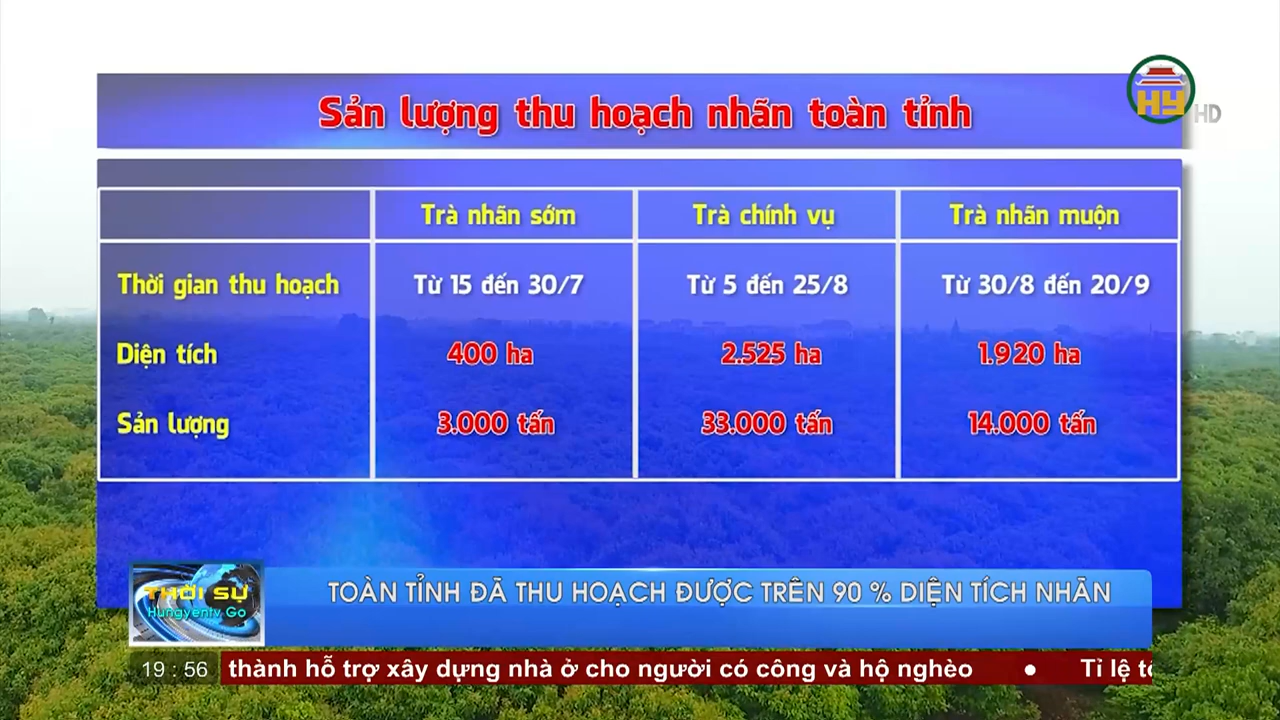 HY HD
Sản lượng thu hoạch nhãn toàn tỉnh
Trà nhãn sớm Trà chính vụ Trà nhãn muộn
Thời gian thu hoạch Từ 15 đến 30/7 Từ 5 đến 25/8 Từ 30/8 đến 20/9
Diện tích 400 ha 2.525 ha 1.920 ha
Sản lượng 3.000 tấn 33.000 tấn 14.000 tấn
THỜI SỰ
Hungyentv Go
TOÀN TỈNH ĐÃ THU HOẠCH ĐƯỢC TRÊN 90 % DIỆN TÍCH NHÃN
19 : 56 thành hỗ trợ xây dựng nhà ở cho người có công và hộ nghèo ● Tỉ lệ